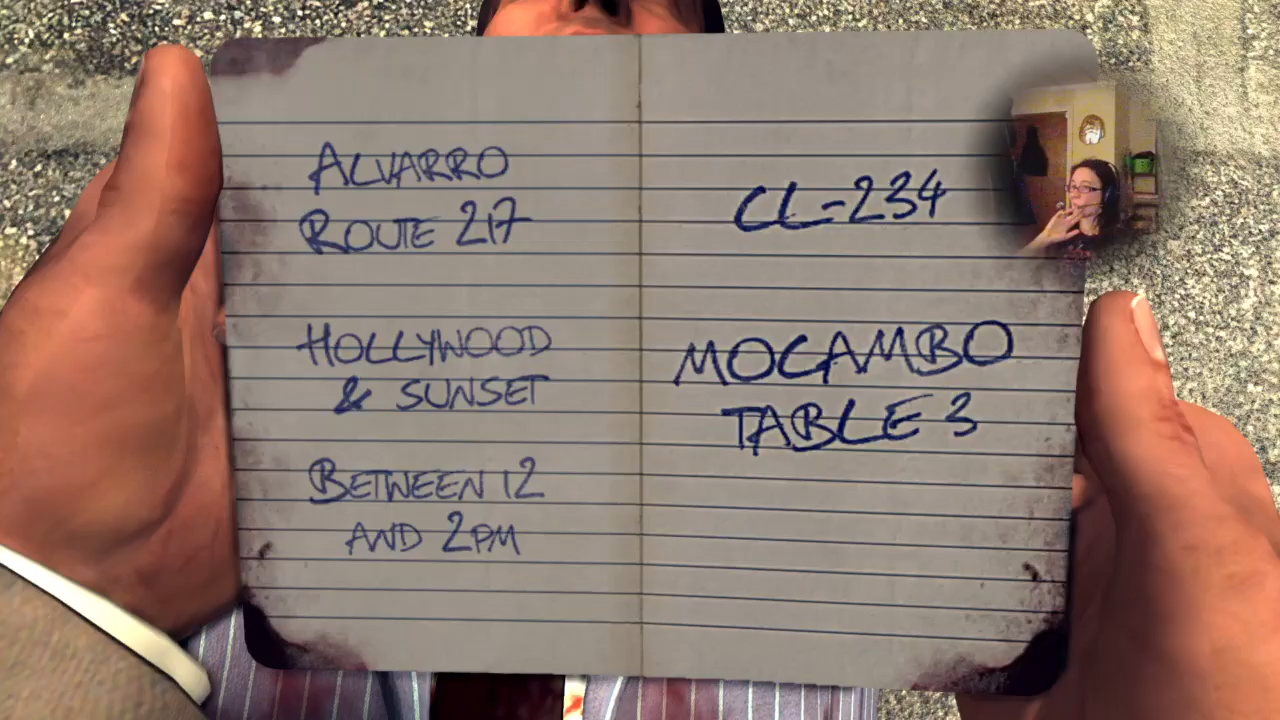 ALVARRO
ROUTE 217
HOLLYWOOD
& SUNSET
BETWEEN 12
AND 2PM
CL-234
MOCAMBO
TABLE 3